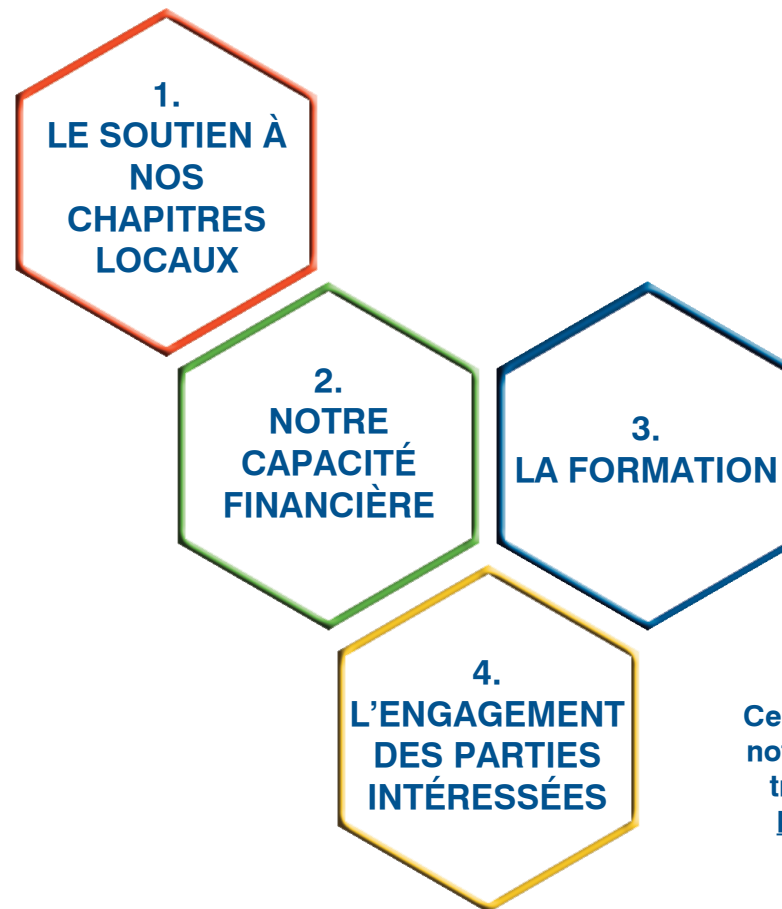 1.
LE SOUTIEN À
NOS
CHAPITRES
LOCAUX
2.
NOTRE
CAPACITÉ
FINANCIÈRE
3.
LA FORMATION
4.
L’ENGAGEMENT
DES PARTIES
INTÉRESSÉES